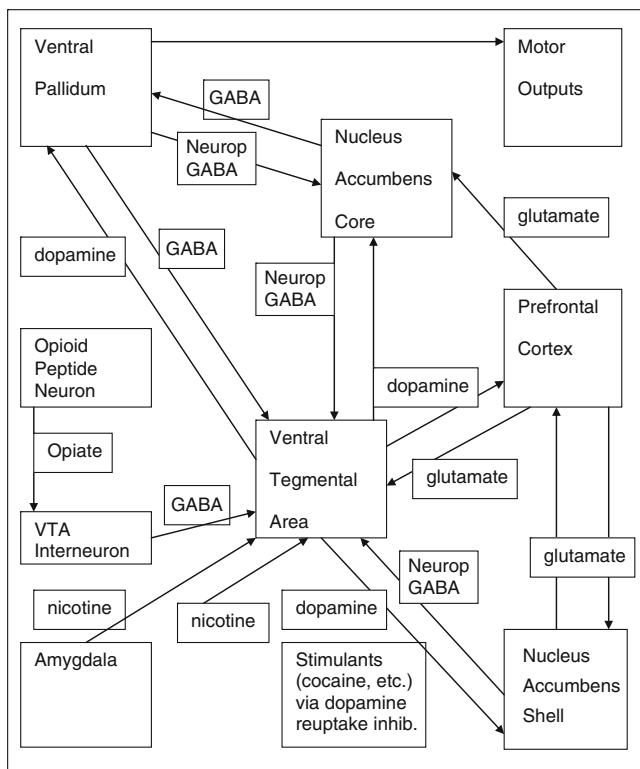 Ventral
Pallidum
Motor
Outputs
GABA
Neurop
GABA
Nucleus
Accumbens
Core
glutamate
dopamine
GABA
Neurop
GABA
Prefrontal
Cortex
Opioid
Peptide
Neuron
dopamine
Opiate
Ventral
Tegmental
Area
glutamate
GABA
VTA
Interneuron
Neurop
GABA
glutamate
nicotine
nicotine
dopamine
Amygdala
Stimulants
(cocaine, etc.)
via dopamine
reuptake inhib.
Nucleus
Accumbens
Shell